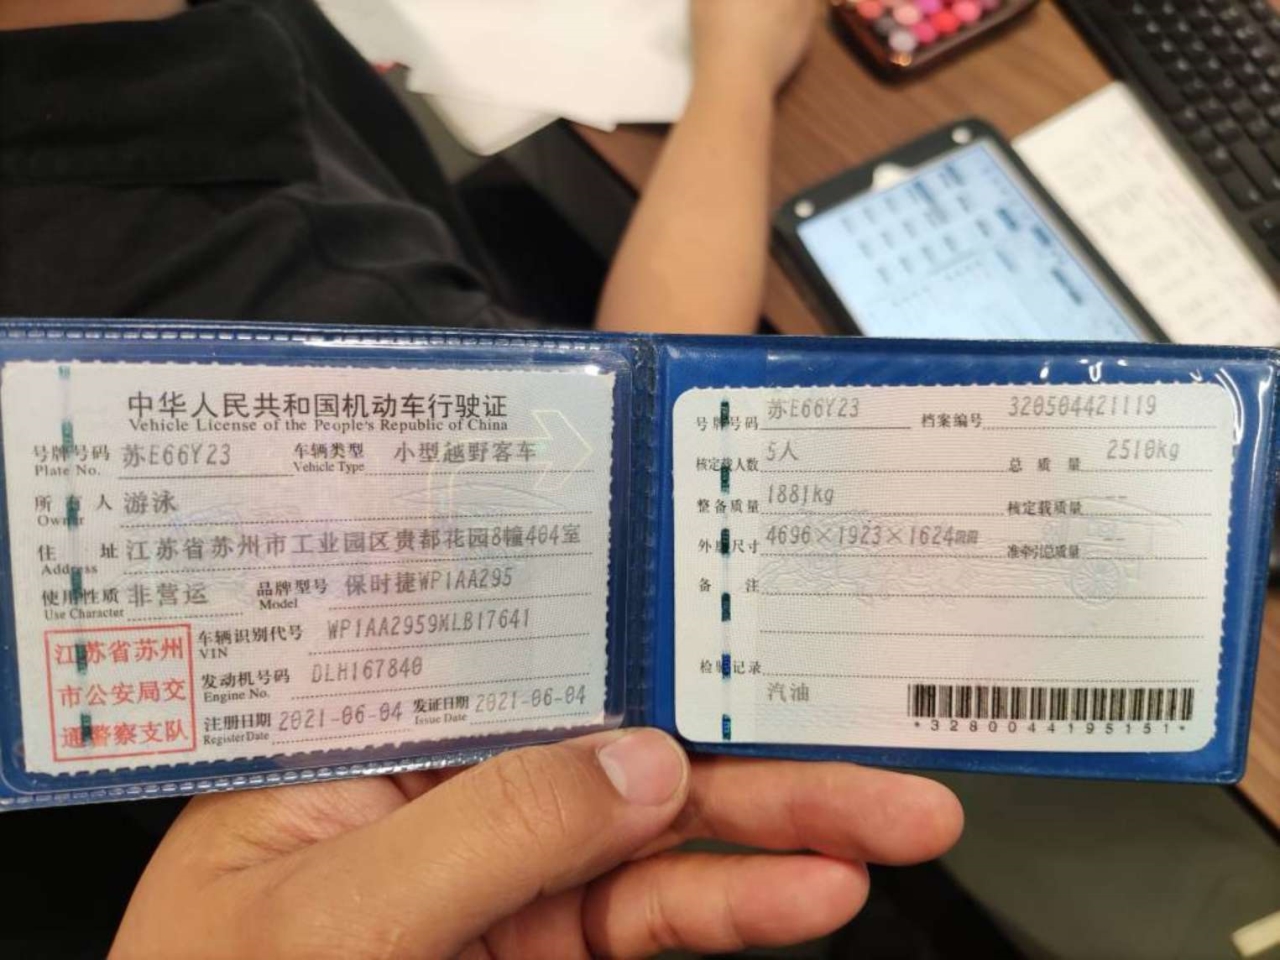 中华人民共和国机动车行驶证
Vehicle License of the People's Republic of China
号牌号码 苏E66Y23 车辆类型 小型越野客车
Plate No. Vehicle Type
所有人 游泳
Owner
住址 江苏省苏州市工业园区贵都花园8幢404室
Address
使用性质 非营运 品牌型号 保时捷WP1AA295
Use Character Model
江苏省苏州
市公安局交
通警察支队
车辆识别代号 WP1AA2959MLB17641
VIN
发动机号码 DLH167840
Engine No.
注册日期 2021-06-04 发证日期 2021-06-04
Register Date Issue Date
号牌号码 苏E66Y23 档案编号 320504421119
核定载人数 5人 总质量 2510kg
整备质量 1881kg 核定载质量 --
外廓尺寸 4696×1923×1624mm 准牵引总质量 --
备注
检验记录
汽油
*3280044195151*